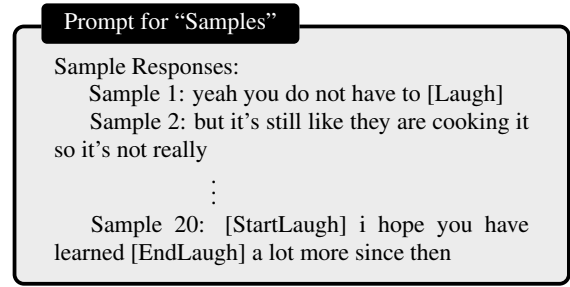 Prompt for “Samples”
Sample Responses:
Sample 1: yeah you do not have to [Laugh]
Sample 2: but it's still like they are cooking it
so it's not really
⋮
Sample 20: [StartLaugh] i hope you have
learned [EndLaugh] a lot more since then